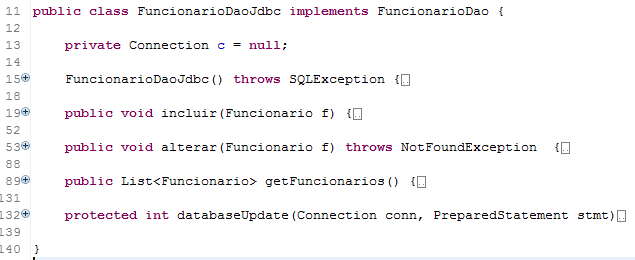 11 public class FuncionarioDaoJdbc implements FuncionarioDao {
12
13 private Connection c = null;
14
15 FuncionarioDaoJdbc() throws SQLException {
18
19 public void incluir(Funcionario f) {
52
53 public void alterar(Funcionario f) throws NotFoundException {
88
89 public List<Funcionario> getFuncionarios() {
131
132 protected int databaseUpdate(Connection conn, PreparedStatement stmt)
139
140 }